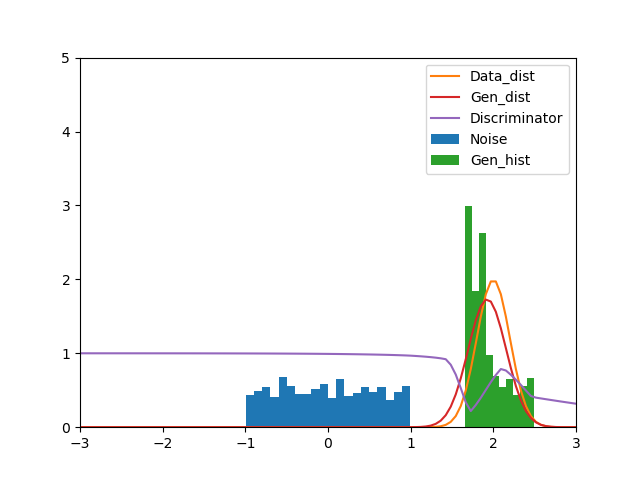 5
4
3
2
1
0
−3
−2
−1
0
1
2
3
Data_dist
Gen_dist
Discriminator
Noise
Gen_hist